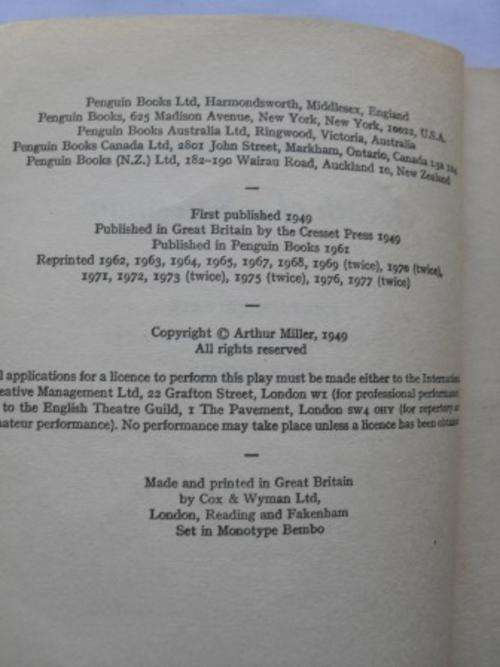 Penguin Books Ltd, Harmondsworth, Middlesex, England
Penguin Books, 625 Madison Avenue, New York, New York, 10022, U.S.A.
Penguin Books Australia Ltd, Ringwood, Victoria, Australia
Penguin Books Canada Ltd, 2801 John Street, Markham, Ontario, Canada
Penguin Books (N.Z.) Ltd, 182–190 Wairau Road, Auckland 10, New Zealand
—
First published 1949
Published in Great Britain by the Cresset Press 1949
Published in Penguin Books 1961
Reprinted 1962, 1963, 1964, 1965, 1967, 1968, 1969 (twice), 1970 (twice),
1971, 1972, 1973 (twice), 1975 (twice), 1976, 1977 (twice)
—
Copyright © Arthur Miller, 1949
All rights reserved
l applications for a licence to perform this play must be made either to the Internation
eative Management Ltd, 22 Grafton Street, London W1 (for professional performance
to the English Theatre Guild, 1 The Pavement, London SW4 0HY (for repertory
nateur performance). No performance may take place unless a licence has been
—
Made and printed in Great Britain
by Cox & Wyman Ltd,
London, Reading and Fakenham
Set in Monotype Bembo